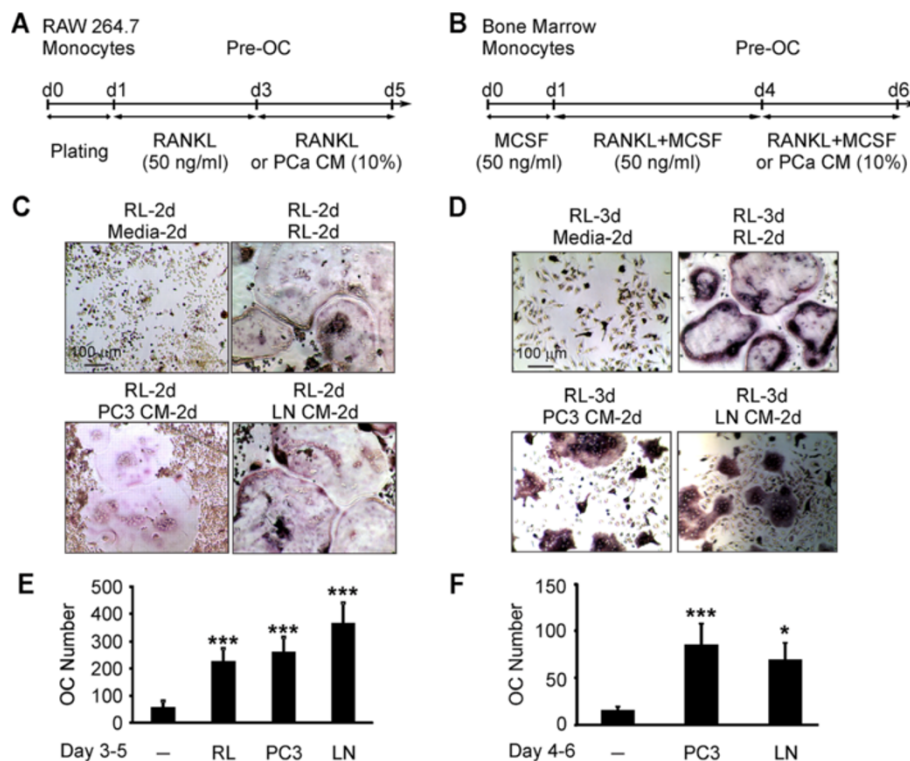 A RAW 264.7
Monocytes Pre-OC
d0 d1 d3 d5
Plating RANKL RANKL
(50 ng/ml) or PCa CM (10%)
B Bone Marrow
Monocytes Pre-OC
d0 d1 d4 d6
MCSF RANKL+MCSF RANKL+MCSF
(50 ng/ml) (50 ng/ml) or PCa CM (10%)
C
RL-2d RL-2d
Media-2d RL-2d
100 μm
RL-2d RL-2d
PC3 CM-2d LN CM-2d
D
RL-3d RL-3d
Media-2d RL-2d
100 μm
RL-3d RL-3d
PC3 CM-2d LN CM-2d
E
OC Number
500
400
300
200
100
0
*** *** ***
Day 3-5 – RL PC3 LN
F
OC Number
150
100
50
0
*** *
Day 4-6 – PC3 LN